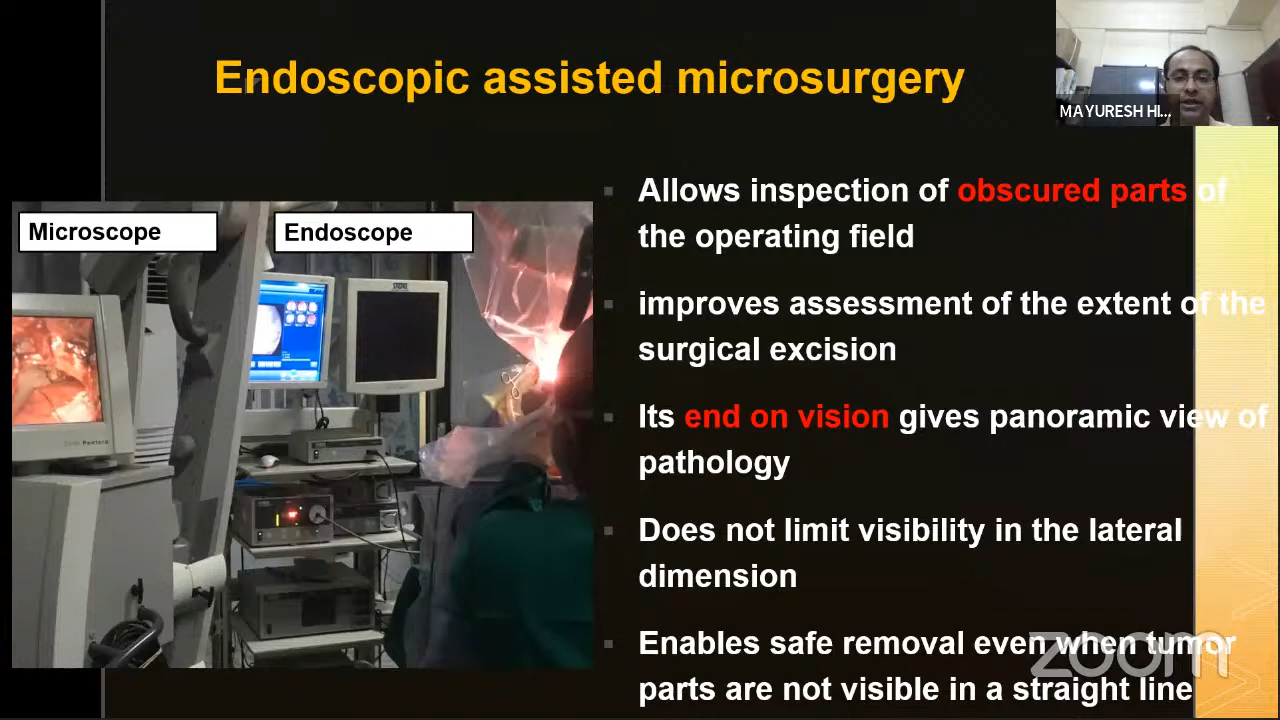 Endoscopic assisted microsurgery
MAYURESH HI...
Microscope
Endoscope
Allows inspection of obscured parts of
the operating field
improves assessment of the extent of the
surgical excision
Its end on vision gives panoramic view of
pathology
Does not limit visibility in the lateral
dimension
Enables safe removal even when tumor
parts are not visible in a straight line
zoom
Pentero